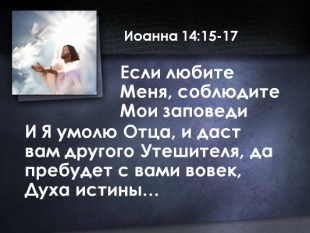 Иоанна 14:15-17
Если любите
Меня, соблюдите
Мои заповеди
И Я умолю Отца, и даст
вам другого Утешителя, да
пребудет с вами вовек,
Духа истины...